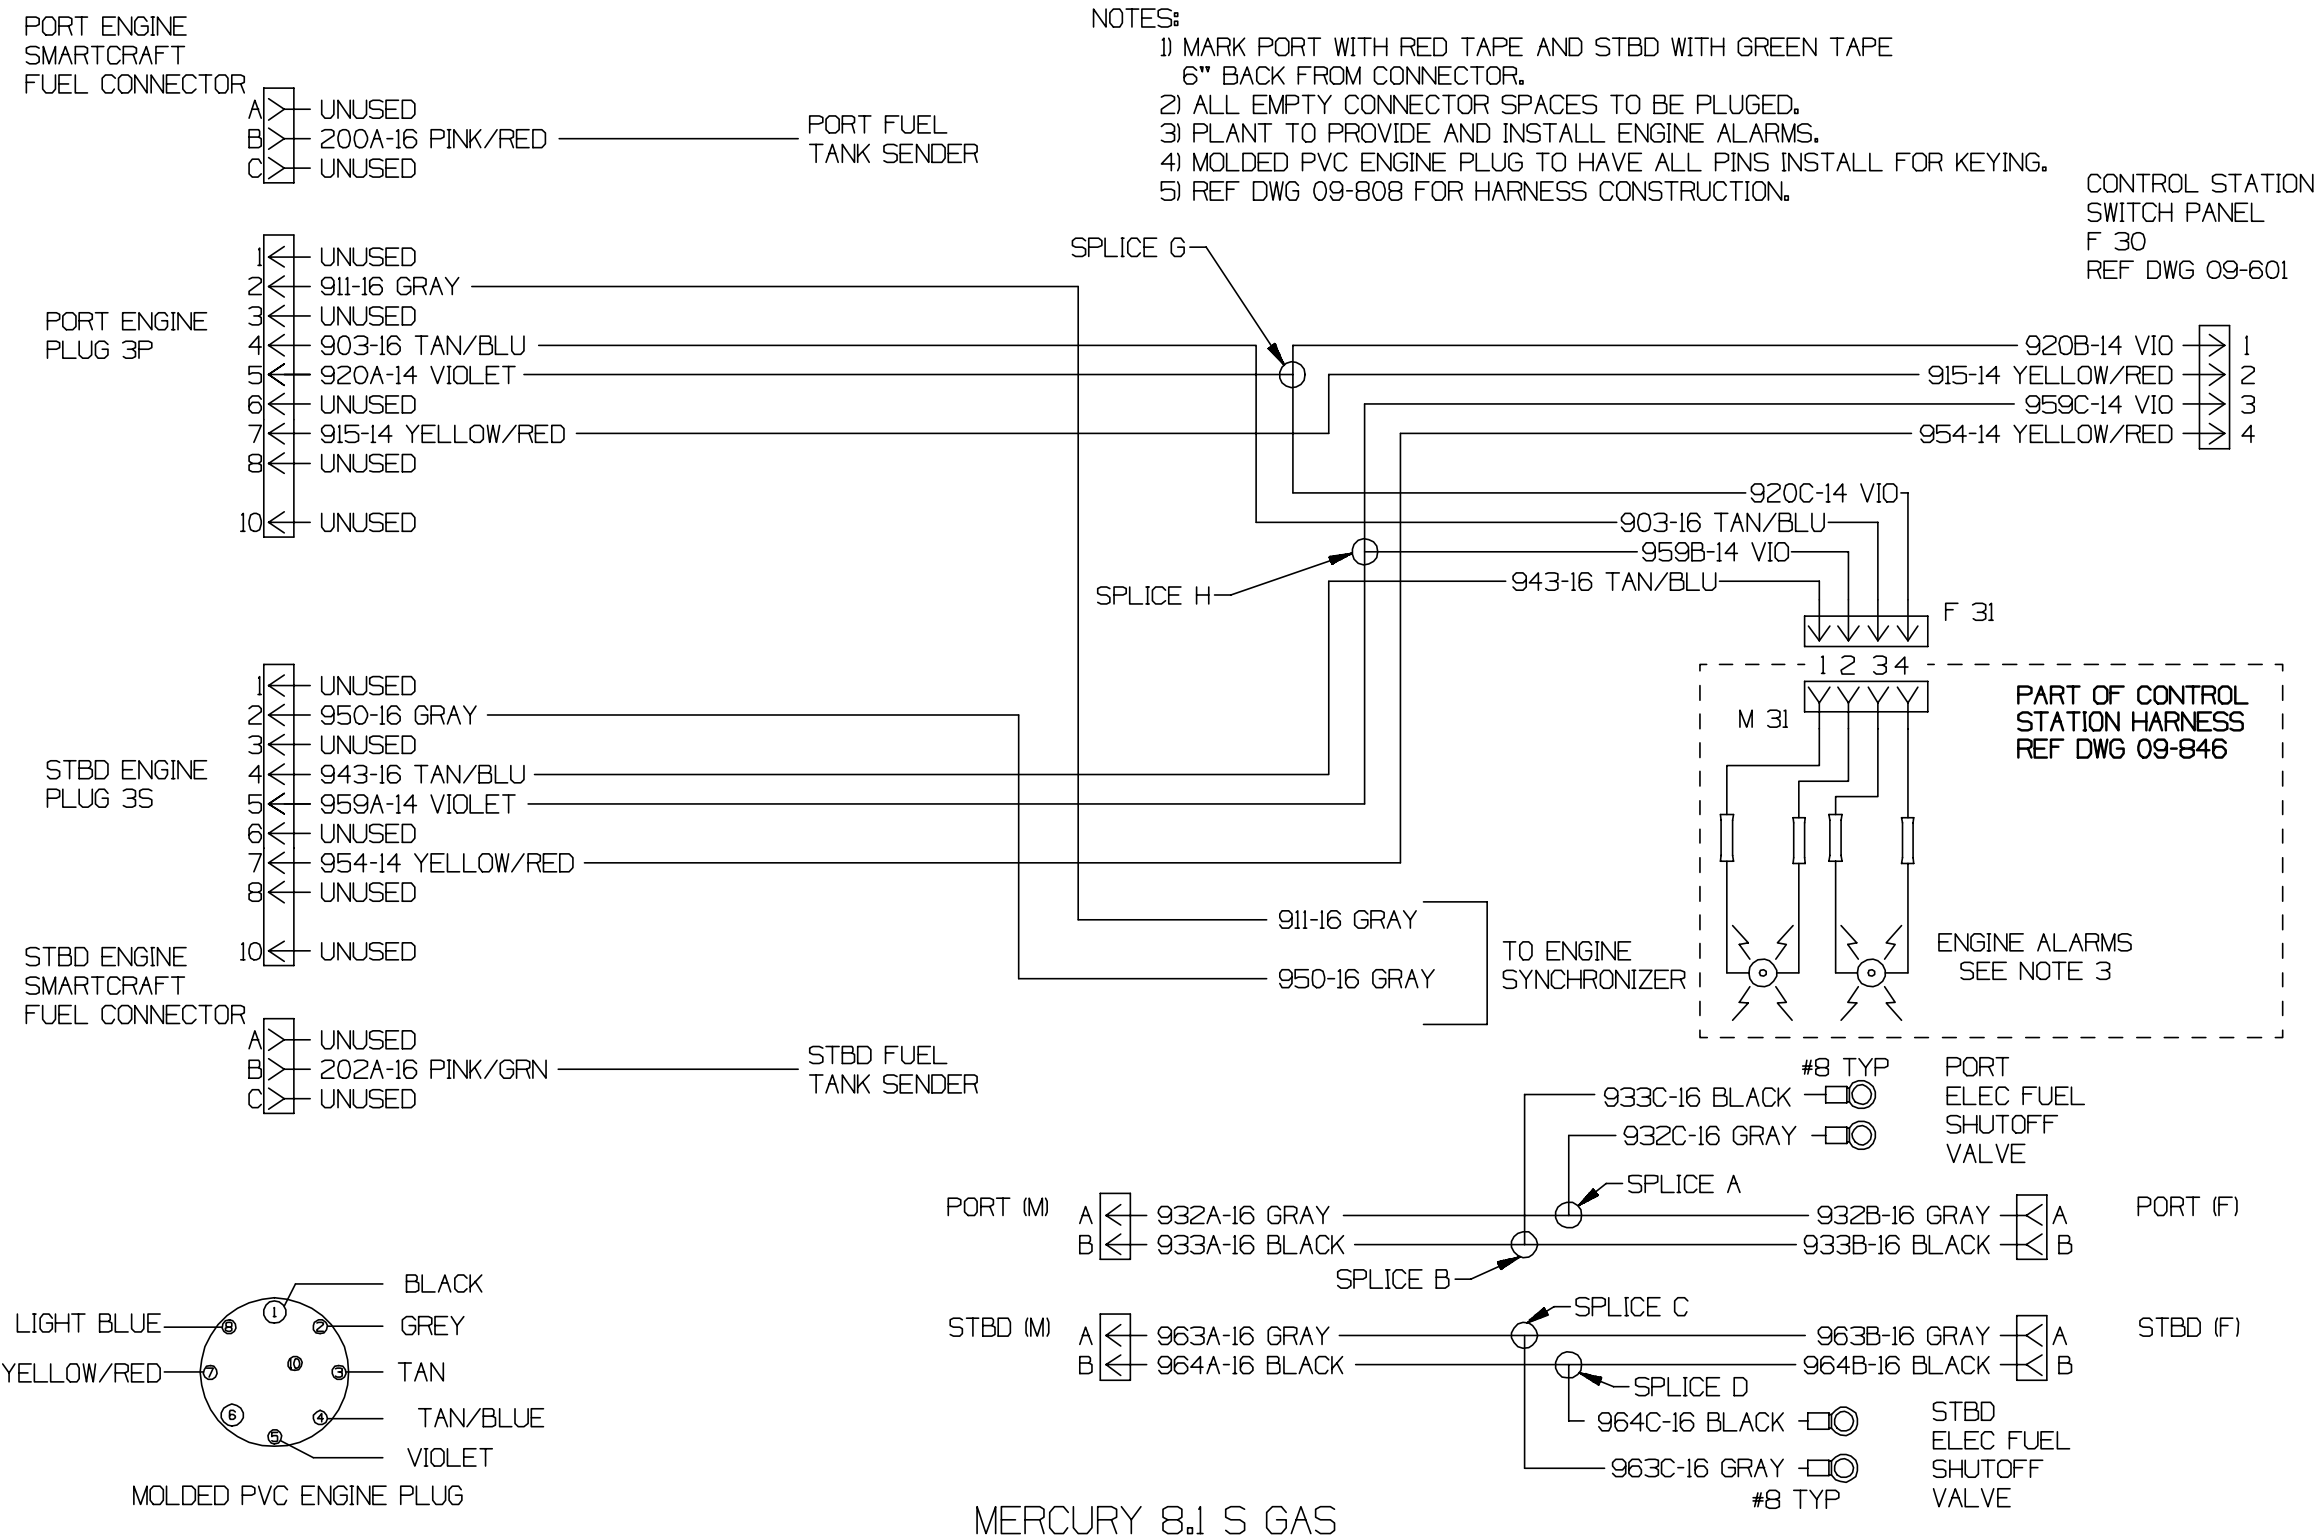 PORT ENGINE
SMARTCRAFT
FUEL CONNECTOR
A UNUSED
B 200A-16 PINK/RED
C UNUSED
PORT FUEL
TANK SENDER
NOTES:
1) MARK PORT WITH RED TAPE AND STBD WITH GREEN TAPE
6" BACK FROM CONNECTOR.
2) ALL EMPTY CONNECTOR SPACES TO BE PLUGED.
3) PLANT TO PROVIDE AND INSTALL ENGINE ALARMS.
4) MOLDED PVC ENGINE PLUG TO HAVE ALL PINS INSTALL FOR KEYING.
5) REF DWG 09-808 FOR HARNESS CONSTRUCTION.
CONTROL STATION
SWITCH PANEL
F 30
REF DWG 09-601
PORT ENGINE
PLUG 3P
1 UNUSED
2 911-16 GRAY
3 UNUSED
4 903-16 TAN/BLU
5 920A-14 VIOLET
6 UNUSED
7 915-14 YELLOW/RED
8 UNUSED
10 UNUSED
SPLICE G
920B-14 VIO 1
915-14 YELLOW/RED 2
959C-14 VIO 3
954-14 YELLOW/RED 4
920C-14 VIO
903-16 TAN/BLU
959B-14 VIO
943-16 TAN/BLU
SPLICE H
F 31
1 2 3 4
M 31
PART OF CONTROL
STATION HARNESS
REF DWG 09-846
STBD ENGINE
PLUG 3S
1 UNUSED
2 950-16 GRAY
3 UNUSED
4 943-16 TAN/BLU
5 959A-14 VIOLET
6 UNUSED
7 954-14 YELLOW/RED
8 UNUSED
10 UNUSED
911-16 GRAY
950-16 GRAY
TO ENGINE
SYNCHRONIZER
ENGINE ALARMS
SEE NOTE 3
STBD ENGINE
SMARTCRAFT
FUEL CONNECTOR
A UNUSED
B 202A-16 PINK/GRN
C UNUSED
STBD FUEL
TANK SENDER
#8 TYP
933C-16 BLACK
932C-16 GRAY
PORT
ELEC FUEL
SHUTOFF
VALVE
SPLICE A
PORT (M)
A 932A-16 GRAY
B 933A-16 BLACK
932B-16 GRAY A
933B-16 BLACK B
PORT (F)
SPLICE B
SPLICE C
STBD (M)
A 963A-16 GRAY
B 964A-16 BLACK
963B-16 GRAY A
964B-16 BLACK B
STBD (F)
SPLICE D
964C-16 BLACK
963C-16 GRAY
#8 TYP
STBD
ELEC FUEL
SHUTOFF
VALVE
1 BLACK
LIGHT BLUE 8
2 GREY
YELLOW/RED 7
10
3 TAN
6
4 TAN/BLUE
5 VIOLET
MOLDED PVC ENGINE PLUG
MERCURY 8.1 S GAS